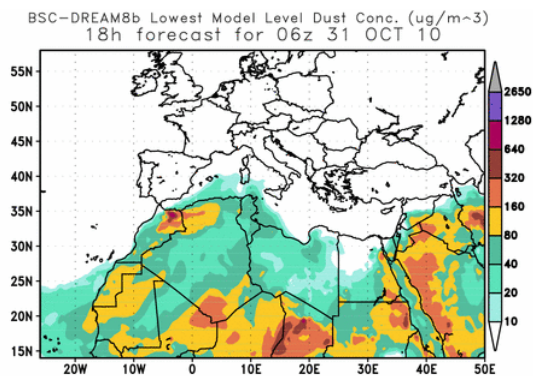 BSC-DREAM8b Lowest Model Level Dust Conc. (ug/m^3)
18h forecast for 06z 31 OCT 10
55N
50N
45N
40N
35N
30N
25N
20N
15N
20W 10W 0 10E 20E 30E 40E 50E
2650
1280
640
320
160
80
40
20
10